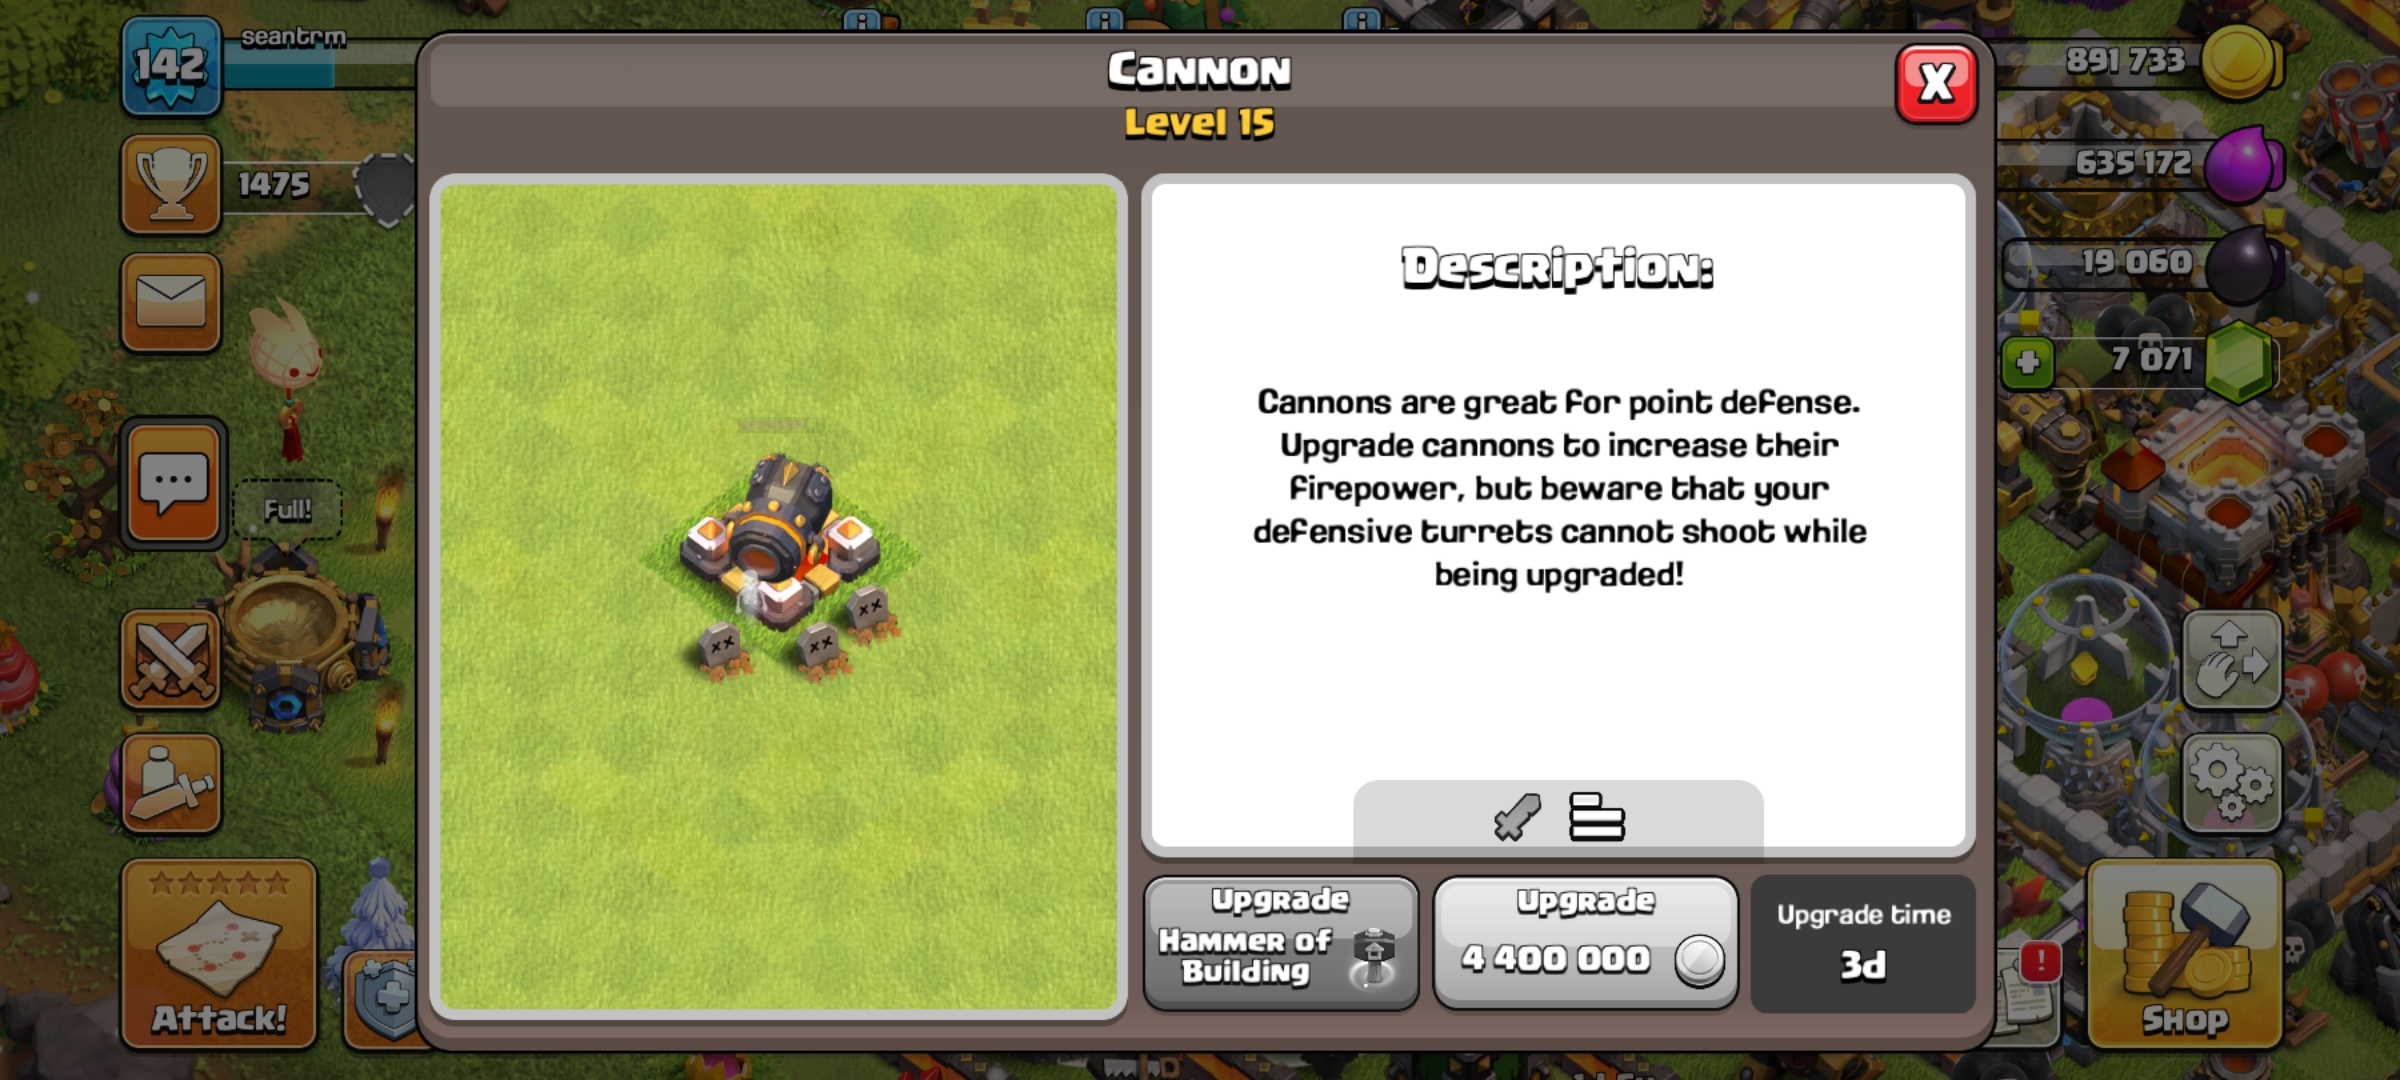 142
seantrm
1475
Full!
Attack!
Cannon
Level 15
X
Description:
Cannons are great for point defense.
Upgrade cannons to increase their
firepower, but beware that your
defensive turrets cannot shoot while
being upgraded!
Upgrade
Hammer of
Building
Upgrade
4 400 000
Upgrade time
3d
891 733
635 172
19 060
7 071
!
Shop